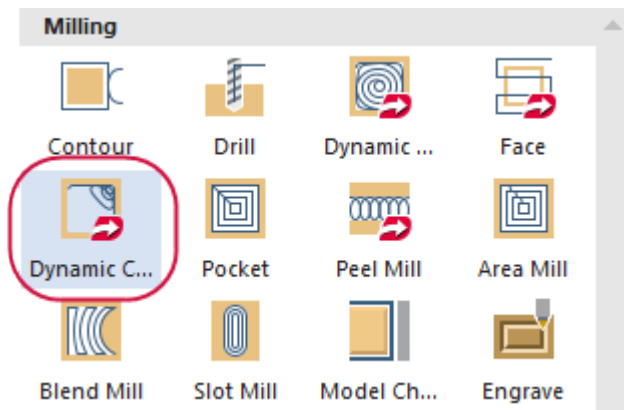 Milling
Contour Drill Dynamic ... Face
Dynamic C... Pocket Peel Mill Area Mill
Blend Mill Slot Mill Model Ch... Engrave